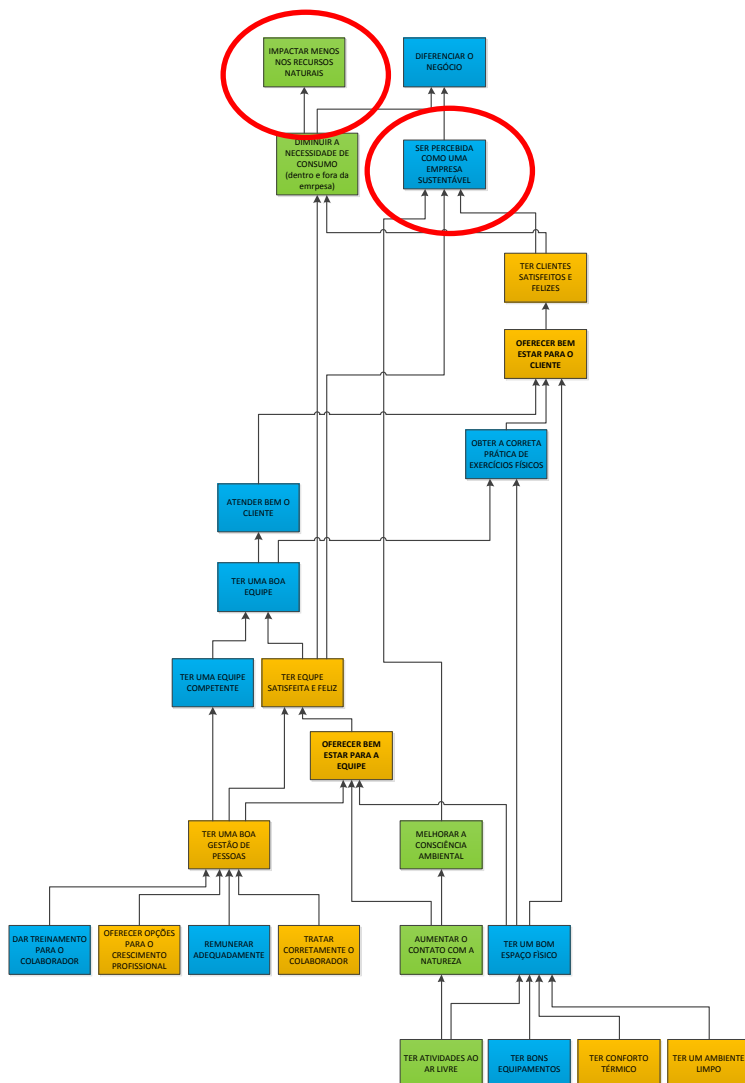 IMPACTAR MENOS
NOS RECURSOS
NATURAIS
DIFERENCIAR O
NEGÓCIO
DIMINUIR A
NECESSIDADE DE
CONSUMO
(dentro e fora da
emrpesa)
SER PERCEBIDA
COMO UMA
EMPRESA
SUSTENTÁVEL
TER CLIENTES
SATISFEITOS E
FELIZES
OFERECER BEM
ESTAR PARA O
CLIENTE
OBTER A CORRETA
PRÁTICA DE
EXERCÍCIOS FÍSICOS
ATENDER BEM O
CLIENTE
TER UMA BOA
EQUIPE
TER UMA EQUIPE
COMPETENTE
TER EQUPE
SATISFEITA E FELIZ
OFERECER BEM
ESTAR PARA A
EQUIPE
TER UMA BOA
GESTÃO DE
PESSOAS
MELHORAR A
CONSCIÊNCIA
AMBIENTAL
DAR TREINAMENTO
PARA O
COLABORADOR
OFERECER OPÇÕES
PARA O
CRESCIMENTO
PROFISSIONAL
REMUNERAR
ADEQUADAMENTE
TRATAR
CORRETAMENTE O
COLABORADOR
AUMENTAR O
CONTATO COM A
NATUREZA
TER UM BOM
ESPAÇO FÍSICO
TER ATIVIDADES AO
AR LIVRE
TER BONS
EQUIPAMENTOS
TER CONFORTO
TÉRMICO
TER UM AMBIENTE
LIMPO